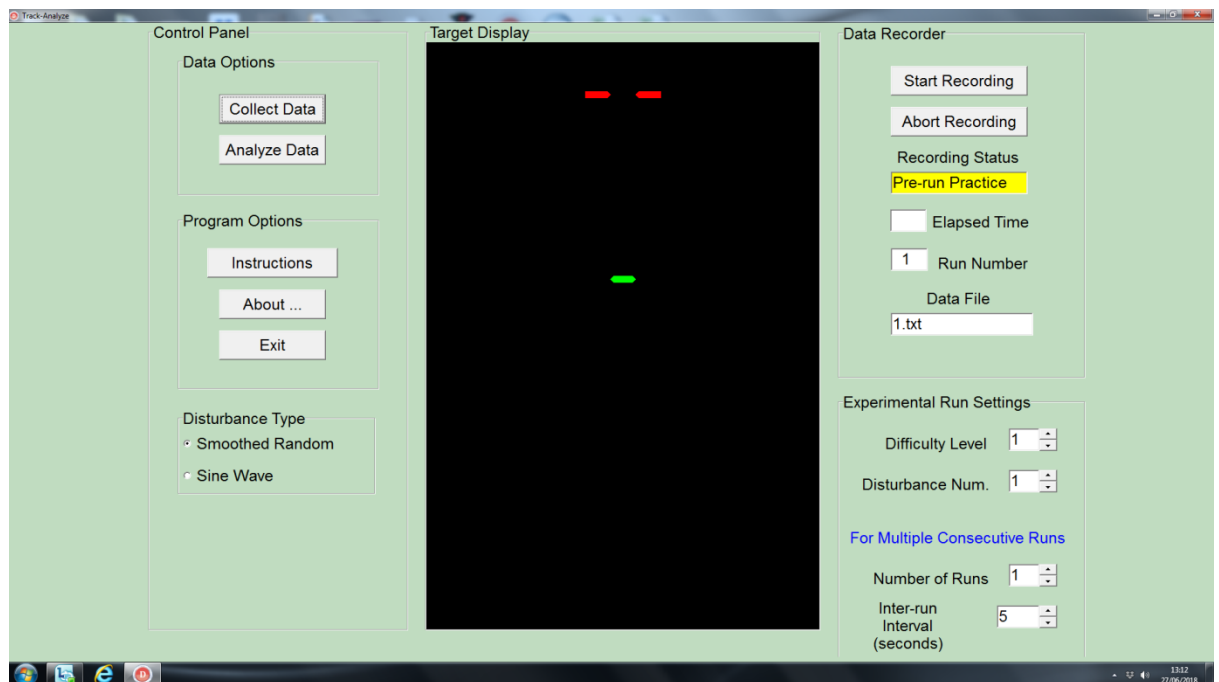 Track-Analyze
Control Panel
Data Options
Collect Data
Analyze Data
Program Options
Instructions
About ...
Exit
Disturbance Type
Smoothed Random
Sine Wave
Target Display
Data Recorder
Start Recording
Abort Recording
Recording Status
Pre-run Practice
Elapsed Time
1 Run Number
Data File
1.txt
Experimental Run Settings
Difficulty Level 1
Disturbance Num. 1
For Multiple Consecutive Runs
Number of Runs 1
Inter-run
Interval 5
(seconds)
13:12
27/06/2018